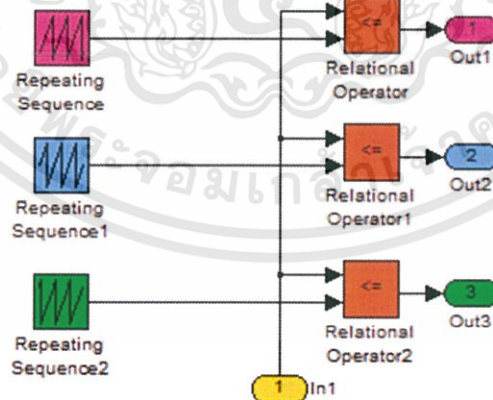 <=
1
Repeating
Sequence
Relational
Operator
Out1
<=
2
Repeating
Sequence1
Relational
Operator1
Out2
<=
3
Repeating
Sequence2
Relational
Operator2
Out3
1
In1